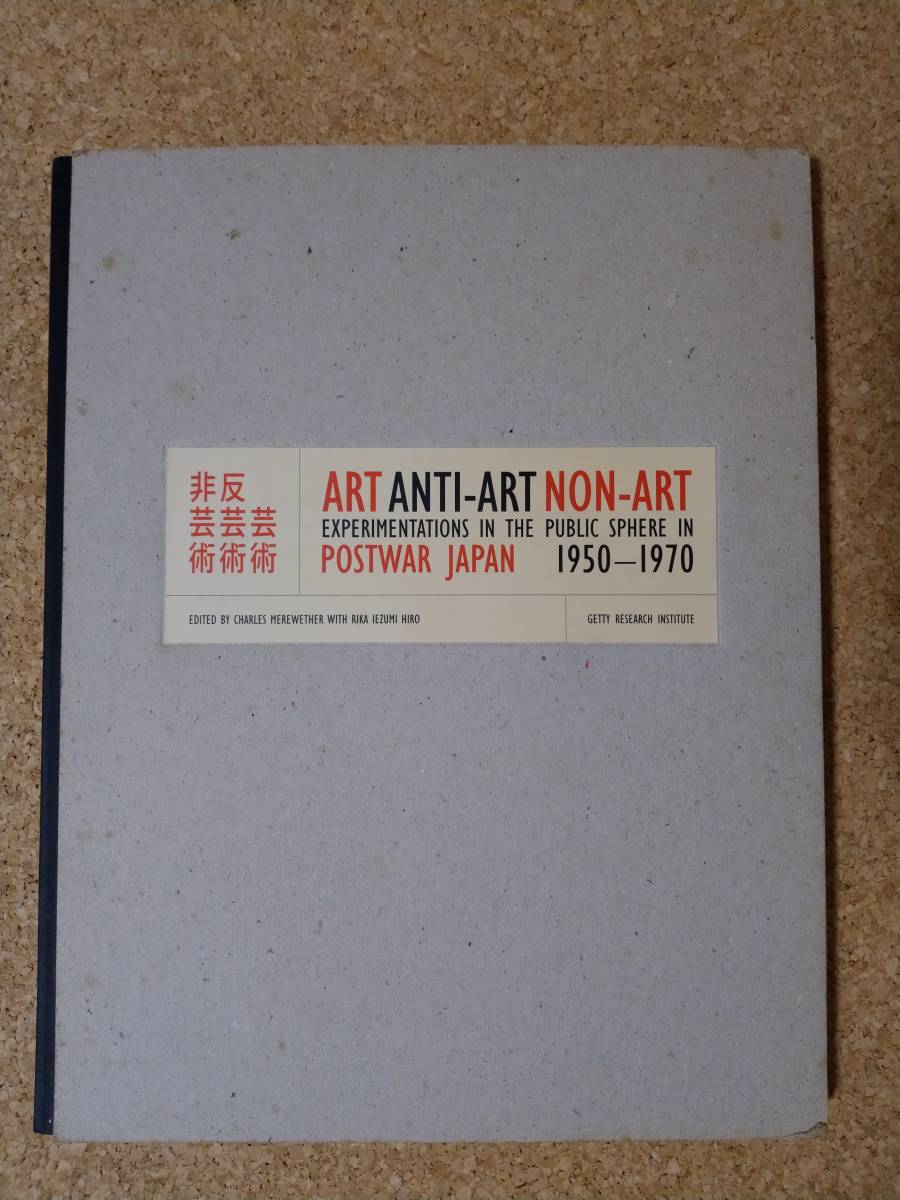 芸術
反芸術
非芸術
ART ANTI-ART NON-ART
EXPERIMENTATIONS IN THE PUBLIC SPHERE IN
POSTWAR JAPAN 1950—1970
EDITED BY CHARLES MEREWETHER WITH RIKA IEZUMI HIRO
GETTY RESEARCH INSTITUTE